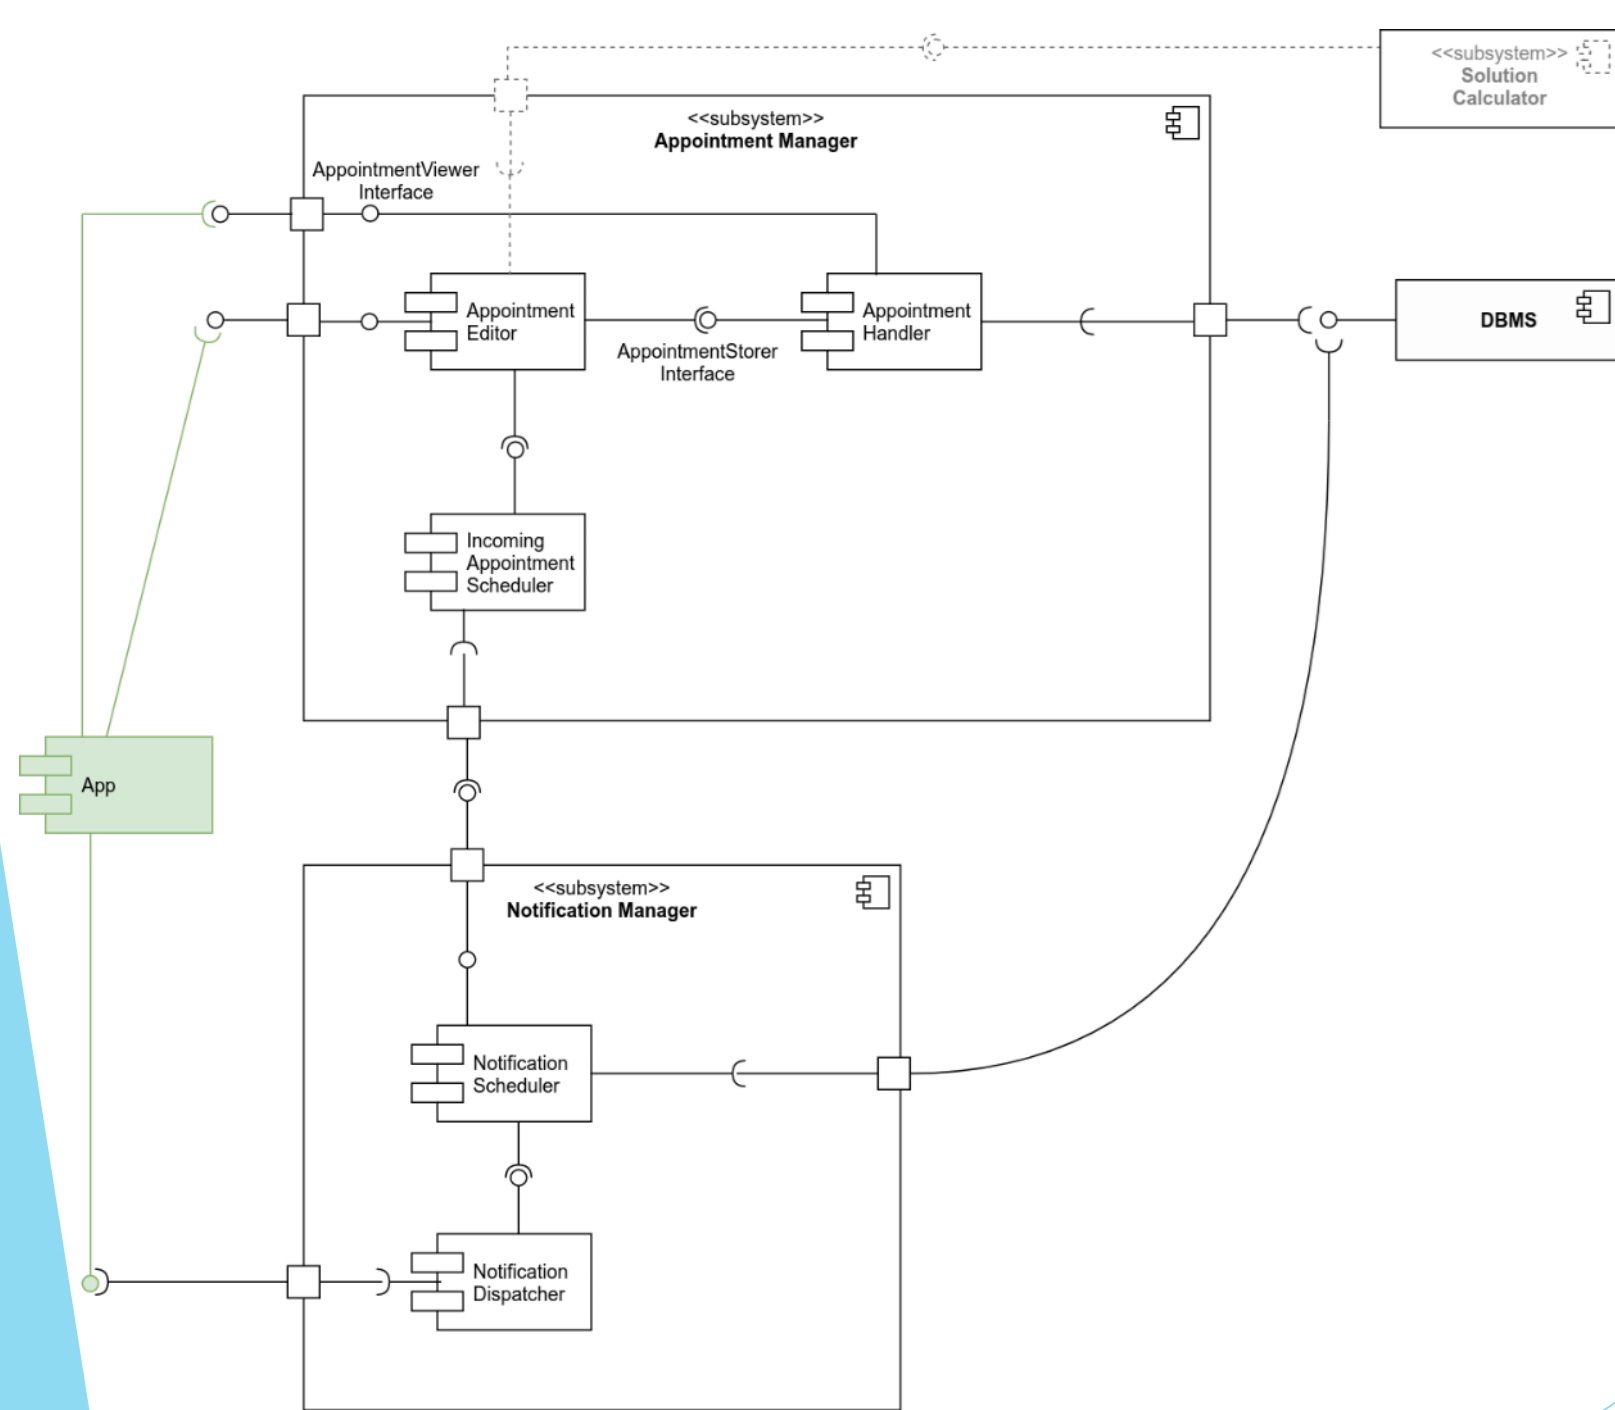 <<subsystem>>
Solution
Calculator
<<subsystem>>
Appointment Manager
AppointmentViewer
Interface
Appointment
Editor
AppointmentStorer
Interface
Appointment
Handler
DBMS
Incoming
Appointment
Scheduler
App
<<subsystem>>
Notification Manager
Notification
Scheduler
Notification
Dispatcher